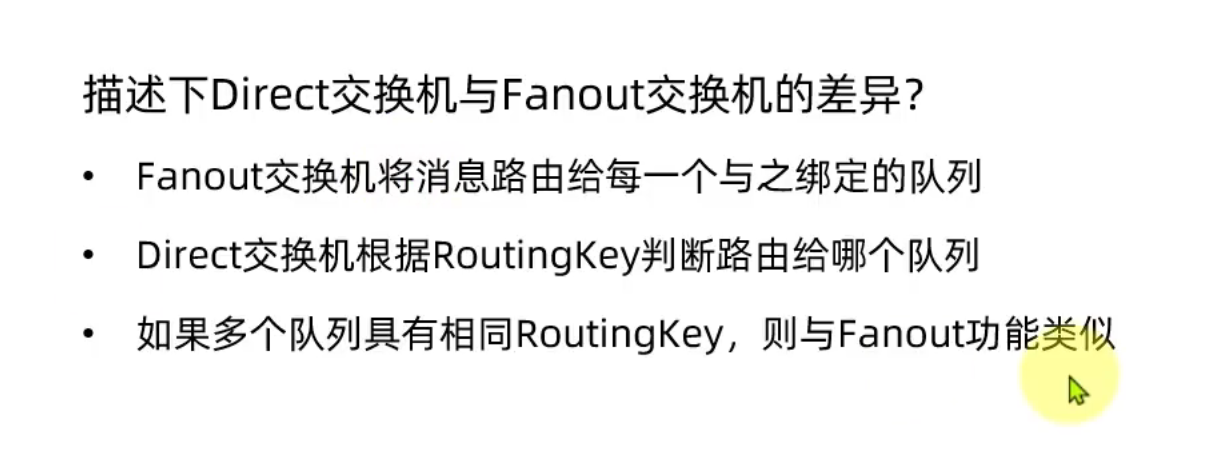 描述下Direct交换机与Fanout交换机的差异？
• Fanout交换机将消息路由给每一个与之绑定的队列
• Direct交换机根据RoutingKey判断路由给哪个队列
• 如果多个队列具有相同RoutingKey，则与Fanout功能类似